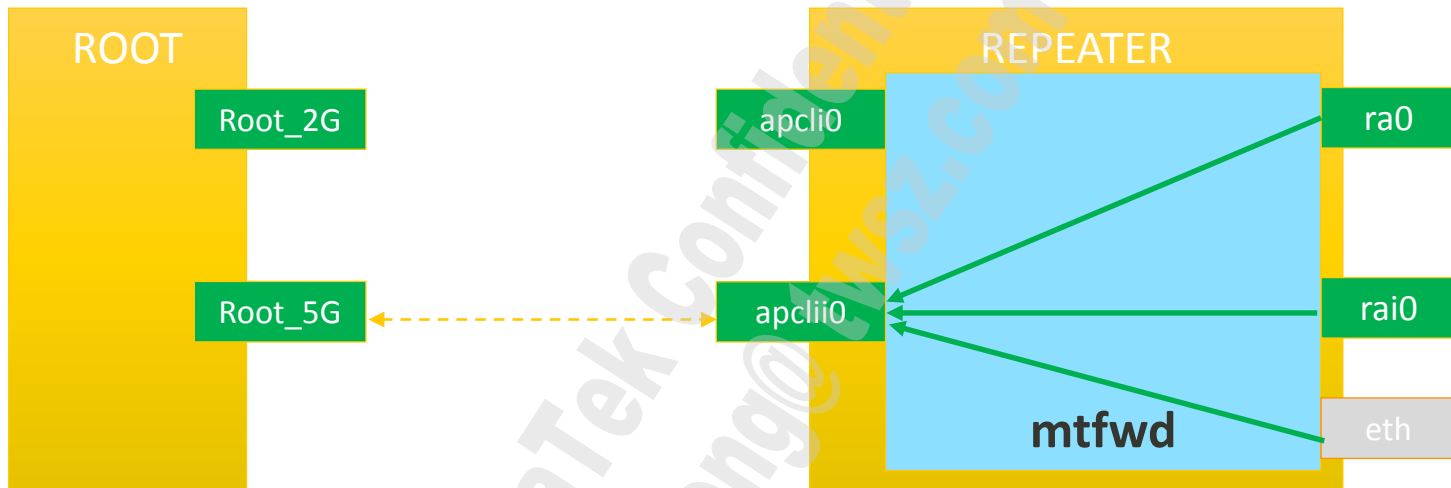 ROOT
REPEATER
Root_2G
apcli0
ra0
Root_5G
apclii0
rai0
mtfwd
eth